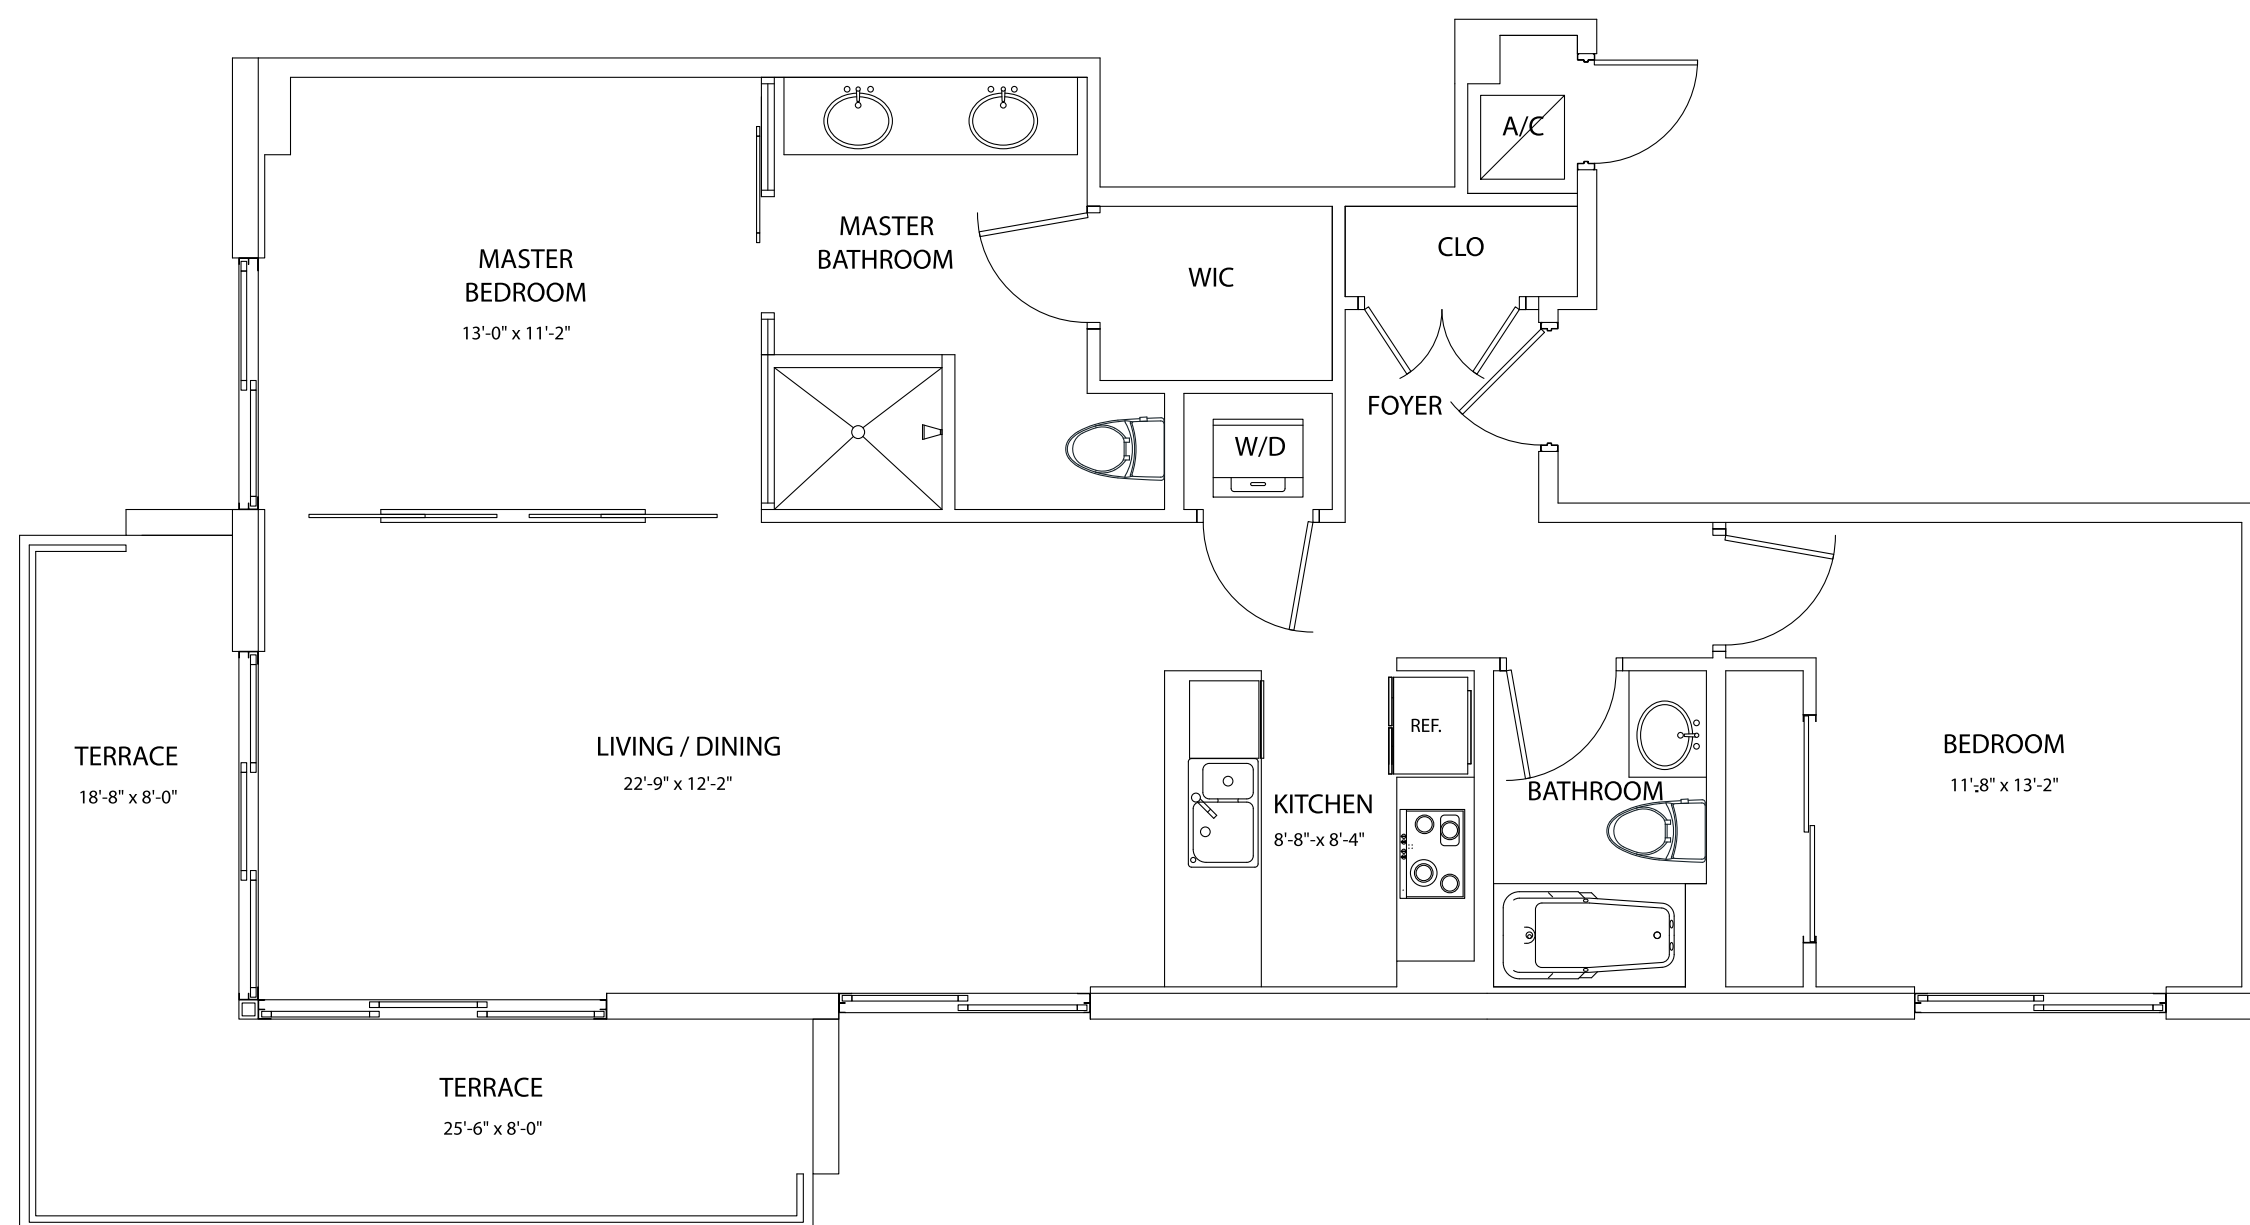 A/C
MASTER
BATHROOM
CLO
MASTER
BEDROOM
13'-0" x 11'-2"
WIC
FOYER
W/D
TERRACE
18'-8" x 8'-0"
LIVING / DINING
22'-9" x 12'-2"
REF.
KITCHEN
8'-8"-x 8'-4"
BATHROOM
BEDROOM
11'-8" x 13'-2"
TERRACE
25'-6" x 8'-0"